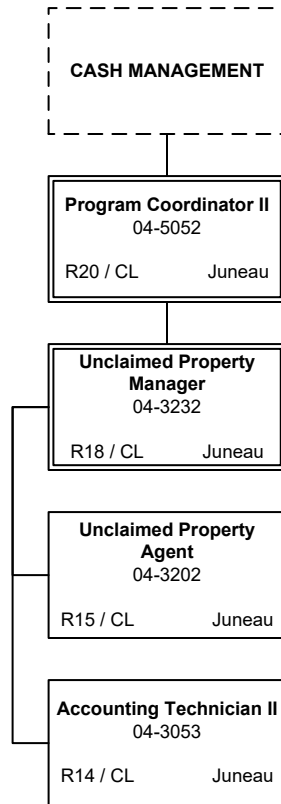 CASH MANAGEMENT
Program Coordinator II
04-5052
R20 / CL Juneau
Unclaimed Property
Manager
04-3232
R18 / CL Juneau
Unclaimed Property
Agent
04-3202
R15 / CL Juneau
Accounting Technician II
04-3053
R14 / CL Juneau